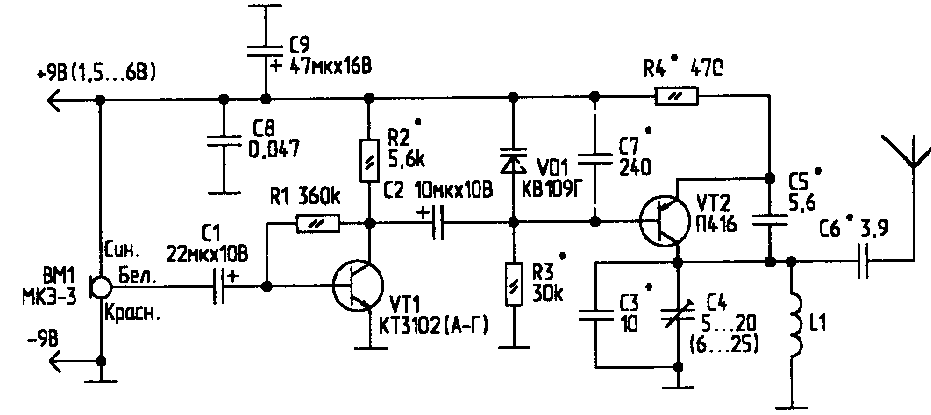 C9
47мкх16В
+
+9В(1,5...6В)
R4* 470
C8
0,047
R2*
5,6k
C7*
240
VD1
КВ109Г
C2 10мкх10В
+
R1 360k
VT2
П416
C5*
5,6
C6* 3,9
C1
22мкх10В
+
Син.
Бел.
Красн.
ВМ1
МКЭ-3
VT1
КТ3102(А-Г)
R3*
30k
C3*
10
C4
5...20
(6...25)
L1
-9В